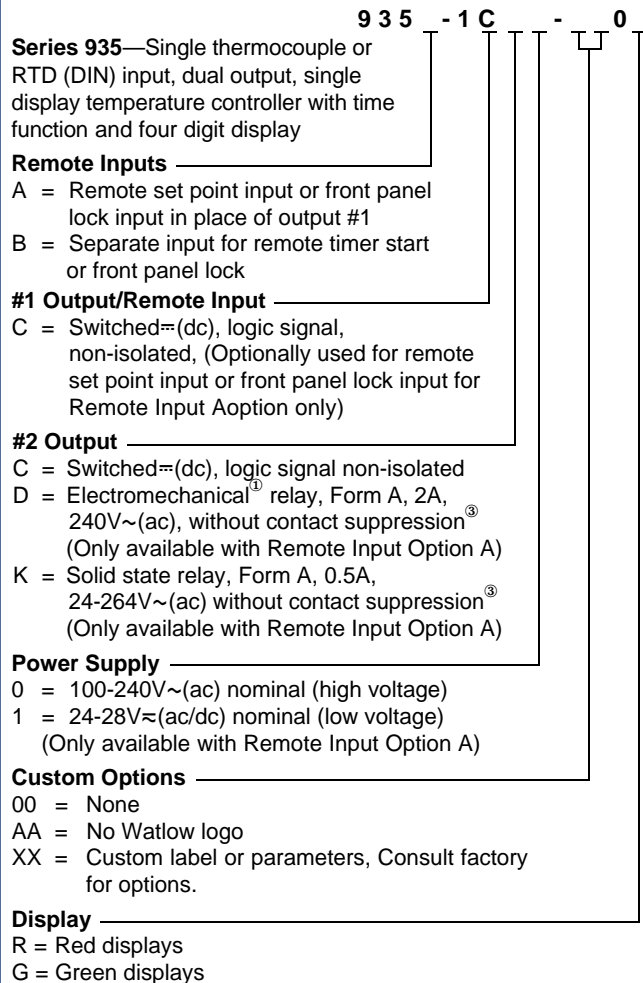 9 3 5 _ - 1 C _ _ - _ _ 0 _
Series 935—Single thermocouple or
RTD (DIN) input, dual output, single
display temperature controller with time
function and four digit display
Remote Inputs
A = Remote set point input or front panel
lock input in place of output #1
B = Separate input for remote timer start
or front panel lock
#1 Output/Remote Input
C = Switched⎓(dc), logic signal,
non-isolated, (Optionally used for remote
set point input or front panel lock input for
Remote Input Aoption only)
#2 Output
C = Switched⎓(dc), logic signal non-isolated
D = Electromechanical① relay, Form A, 2A,
240V~(ac), without contact suppression③
(Only available with Remote Input Option A)
K = Solid state relay, Form A, 0.5A,
24-264V~(ac) without contact suppression③
(Only available with Remote Input Option A)
Power Supply
0 = 100-240V~(ac) nominal (high voltage)
1 = 24-28V≂(ac/dc) nominal (low voltage)
(Only available with Remote Input Option A)
Custom Options
00 = None
AA = No Watlow logo
XX = Custom label or parameters, Consult factory
for options.
Display
R = Red displays
G = Green displays